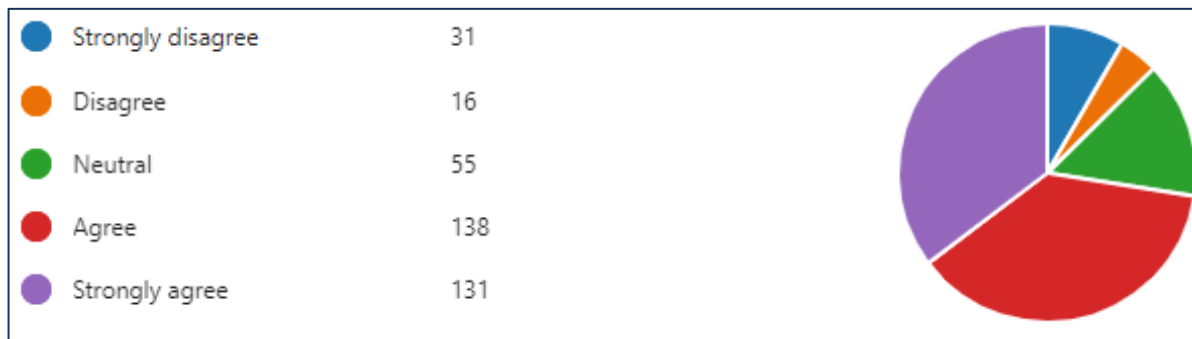 Strongly disagree 31
Disagree 16
Neutral 55
Agree 138
Strongly agree 131